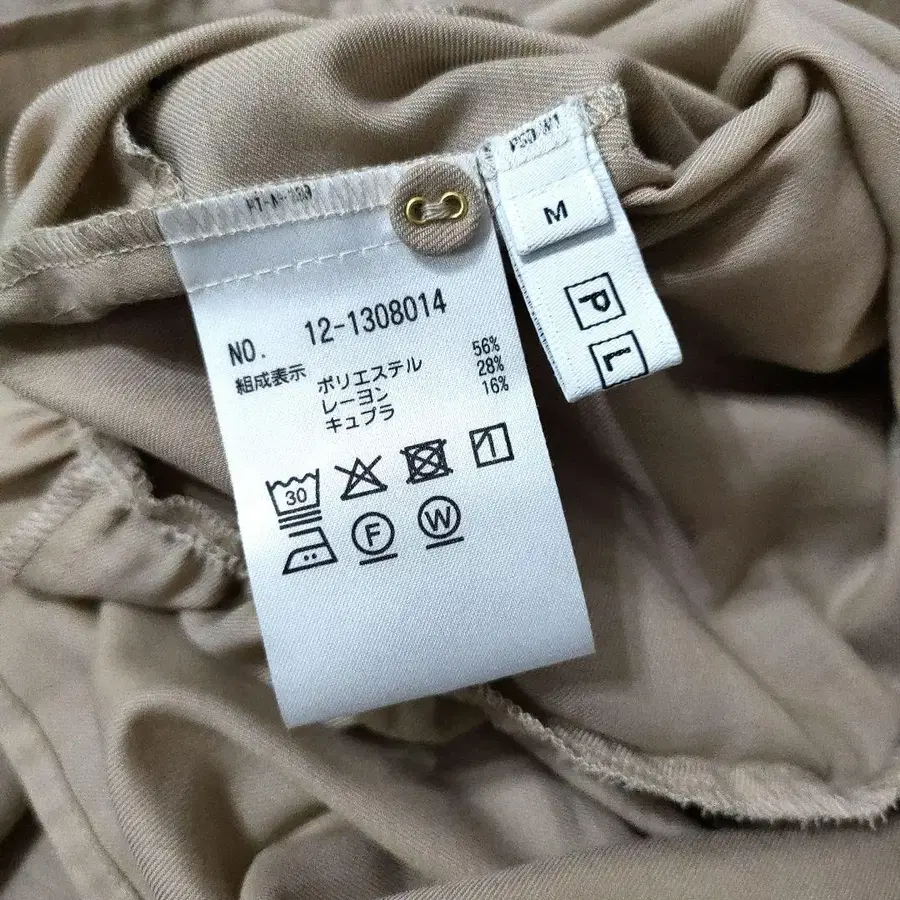 NO. 12-1308014
組成表示 ポリエステル 56%
レーヨン 28%
キュプラ 16%
30
F
W
M
P
L